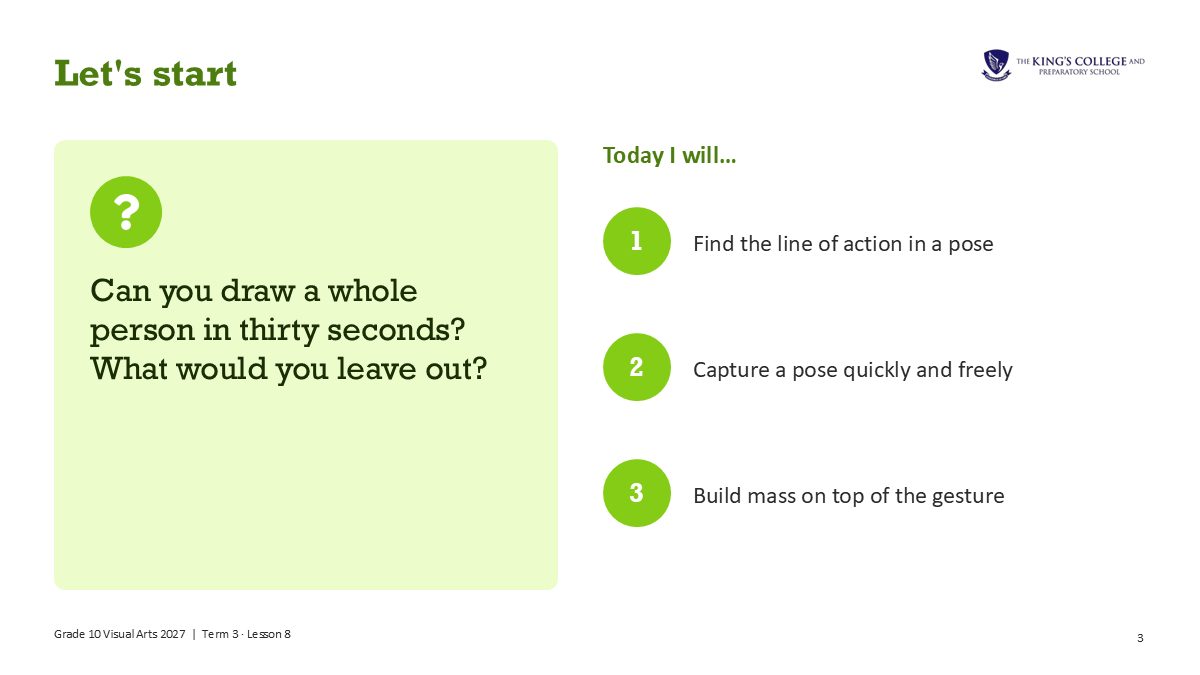 Let's start
THE KING'S COLLEGE AND
PREPARATORY SCHOOL
?
Can you draw a whole
person in thirty seconds?
What would you leave out?
Today I will...
1
Find the line of action in a pose
2
Capture a pose quickly and freely
3
Build mass on top of the gesture
Grade 10 Visual Arts 2027 | Term 3 · Lesson 8
3